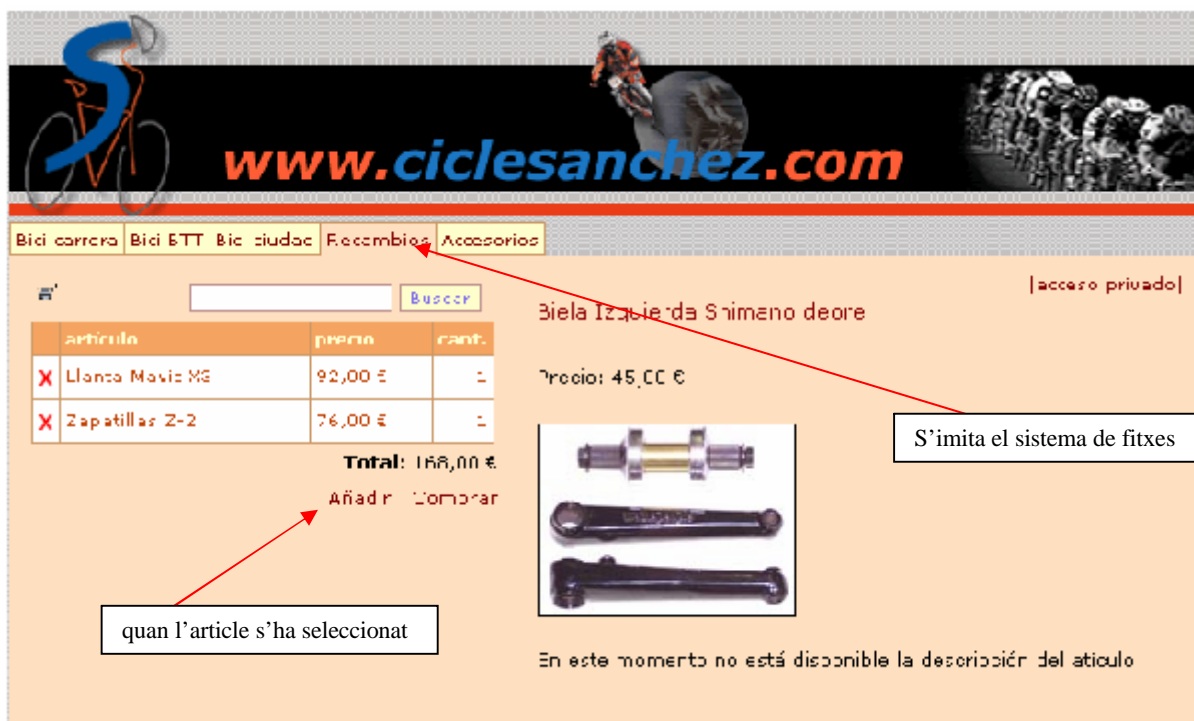 www.ciclesanchez.com
Bici carrera Bici BTT Bici ciudad Recambios Accesorios
|acceso privado|
Buscar
artículo precio cant.
X Llanta Mavic X3 92,00 € 1
X Zapatillas Z-2 76,00 € 1
Total: 168,00 €
Añadir Comprar
quan l’article s’ha seleccionat
Biela Izquierda Shimano deore
Precio: 45,00 €
S’imita el sistema de fitxes
En este momento no está disponible la descripción del aticulo